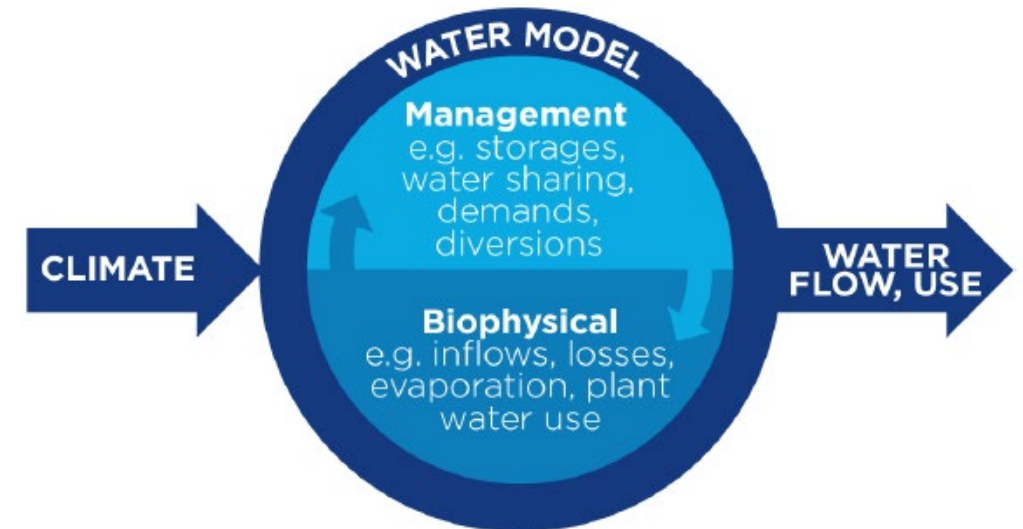 WATER MODEL
Management
e.g. storages,
water sharing,
demands,
diversions
CLIMATE
WATER
FLOW, USE
Biophysical
e.g. inflows, losses,
evaporation, plant
water use